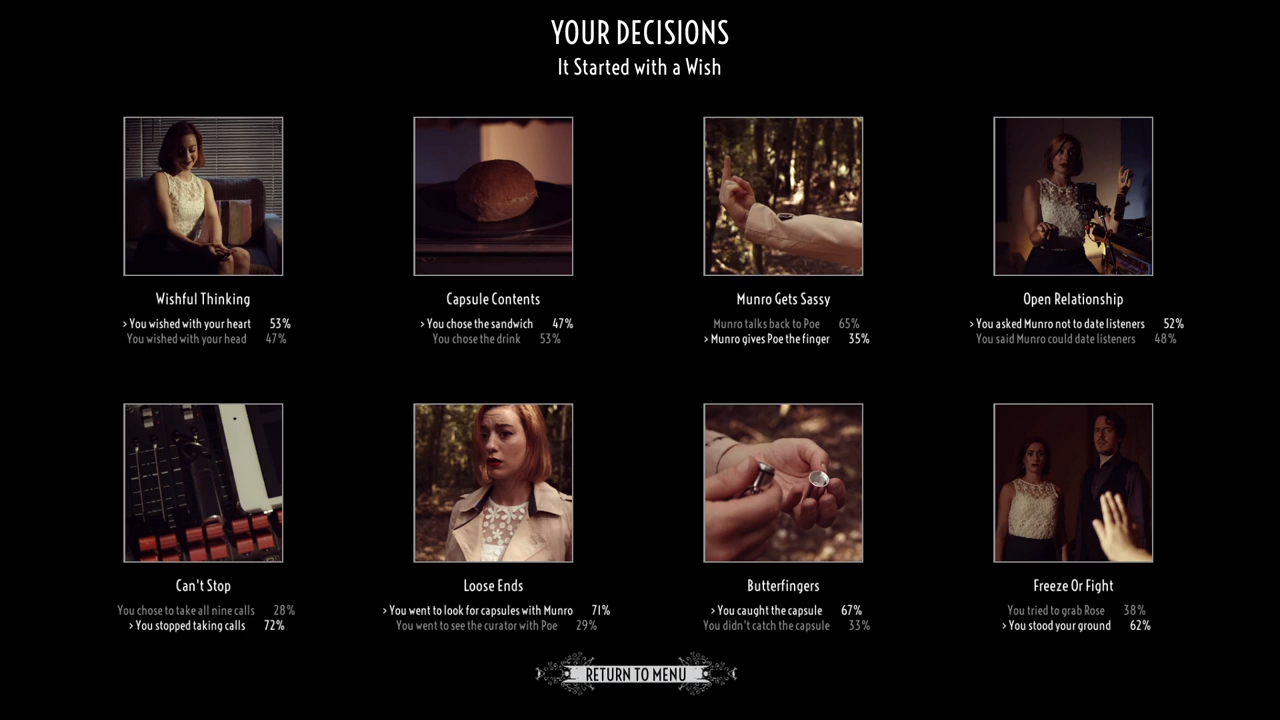 YOUR DECISIONS
It Started with a Wish
Wishful Thinking
> You wished with your heart 53%
You wished with your head 47%
Capsule Contents
> You chose the sandwich 47%
You chose the drink 53%
Munro Gets Sassy
Munro talks back to Poe 65%
> Munro gives Poe the finger 35%
Open Relationship
> You asked Munro not to date listeners 52%
You said Munro could date listeners 48%
Can't Stop
You chose to take all nine calls 28%
> You stopped taking calls 72%
Loose Ends
> You went to look for capsules with Munro 71%
You went to see the curator with Poe 29%
Butterfingers
> You caught the capsule 67%
You didn't catch the capsule 33%
Freeze Or Fight
You tried to grab Rose 38%
> You stood your ground 62%
RETURN TO MENU